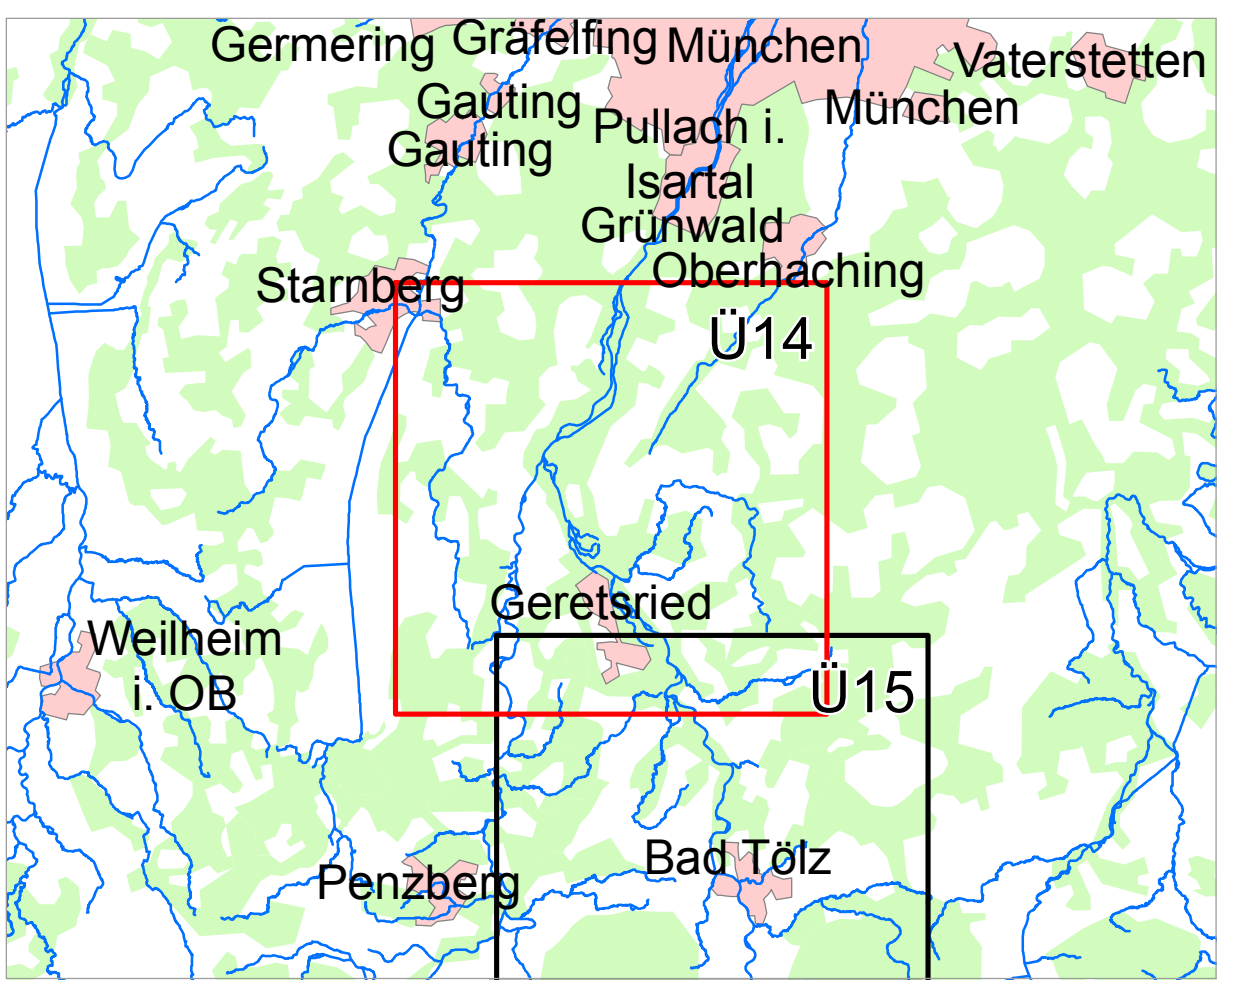 Germering
Gräfelfing
München
Vaterstetten
Gauting
München
Pullach i.
Isartal
Gauting
Grünwald
Oberhaching
Starnberg
Ü14
Geretsried
Weilheim
i. OB
Ü15
Bad Tölz
Penzberg